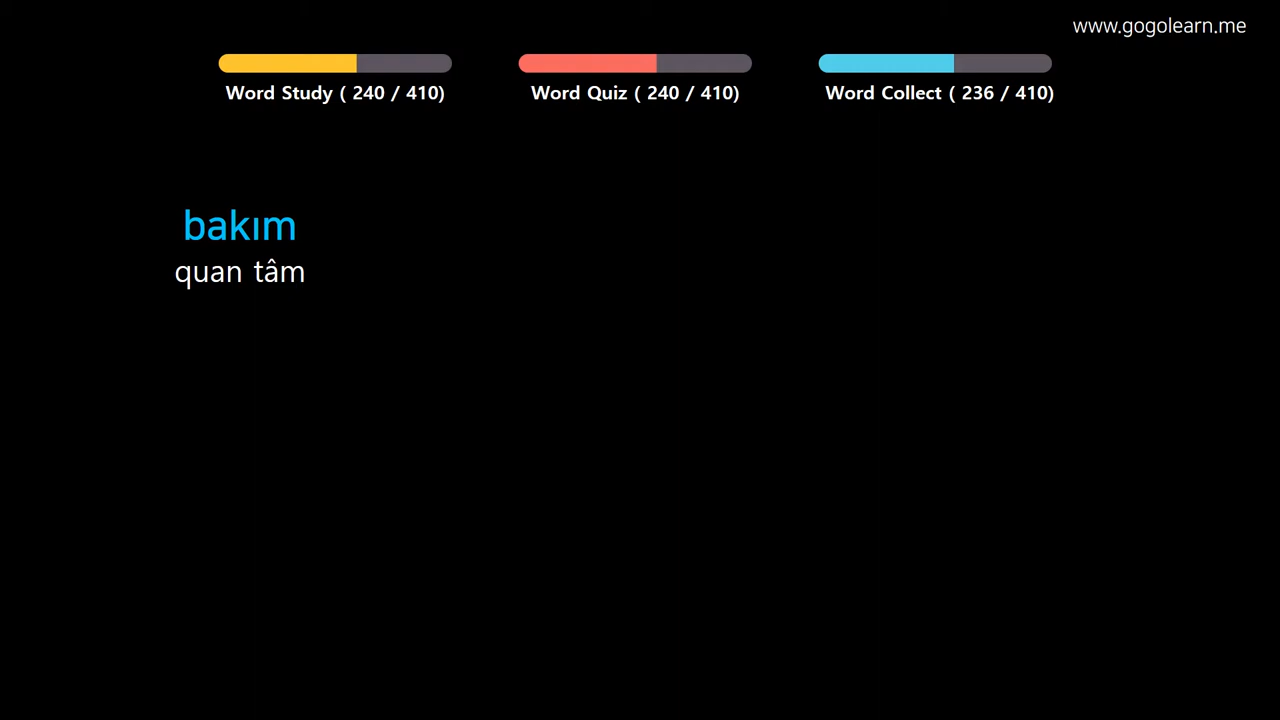 www.gogolearn.me
Word Study ( 240 / 410)
Word Quiz ( 240 / 410)
Word Collect ( 236 / 410)
bakım
quan tâm